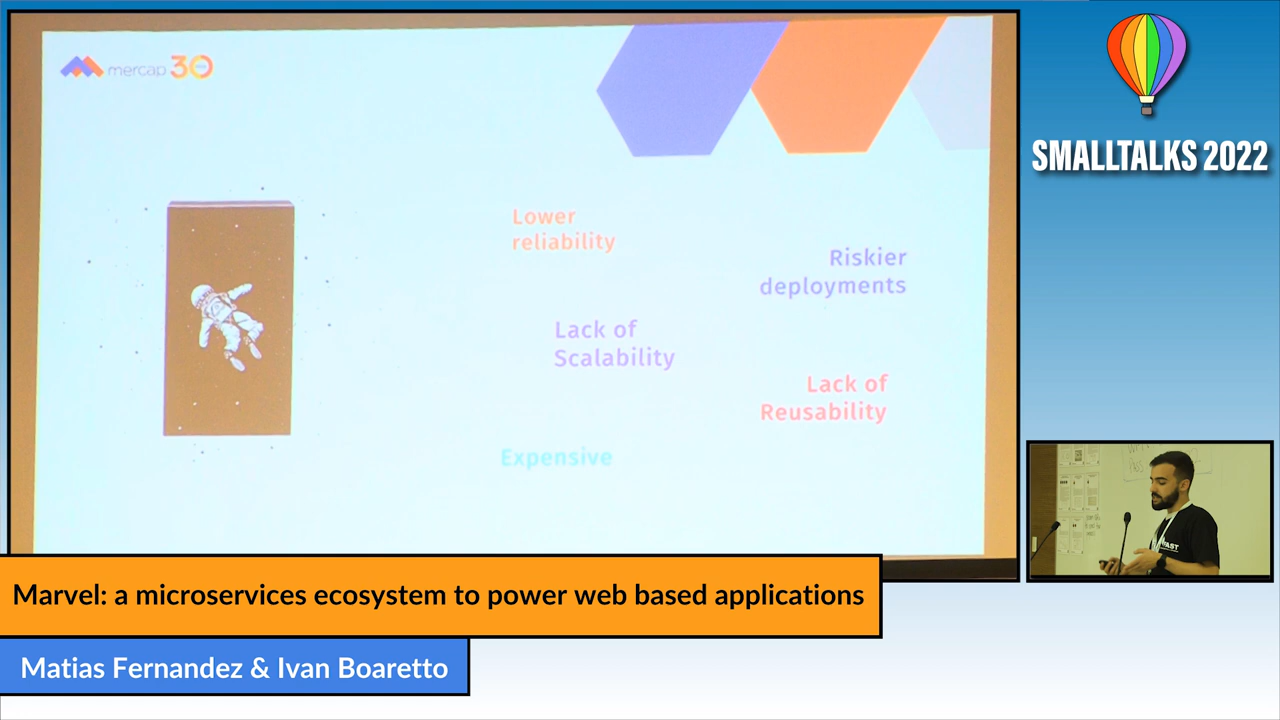 mercap 30
Lower
reliability
Riskier
deployments
Lack of
Scalability
Lack of
Reusability
Expensive
SMALLTALKS 2022
FAST
Marvel: a microservices ecosystem to power web based applications
Matias Fernandez & Ivan Boaretto